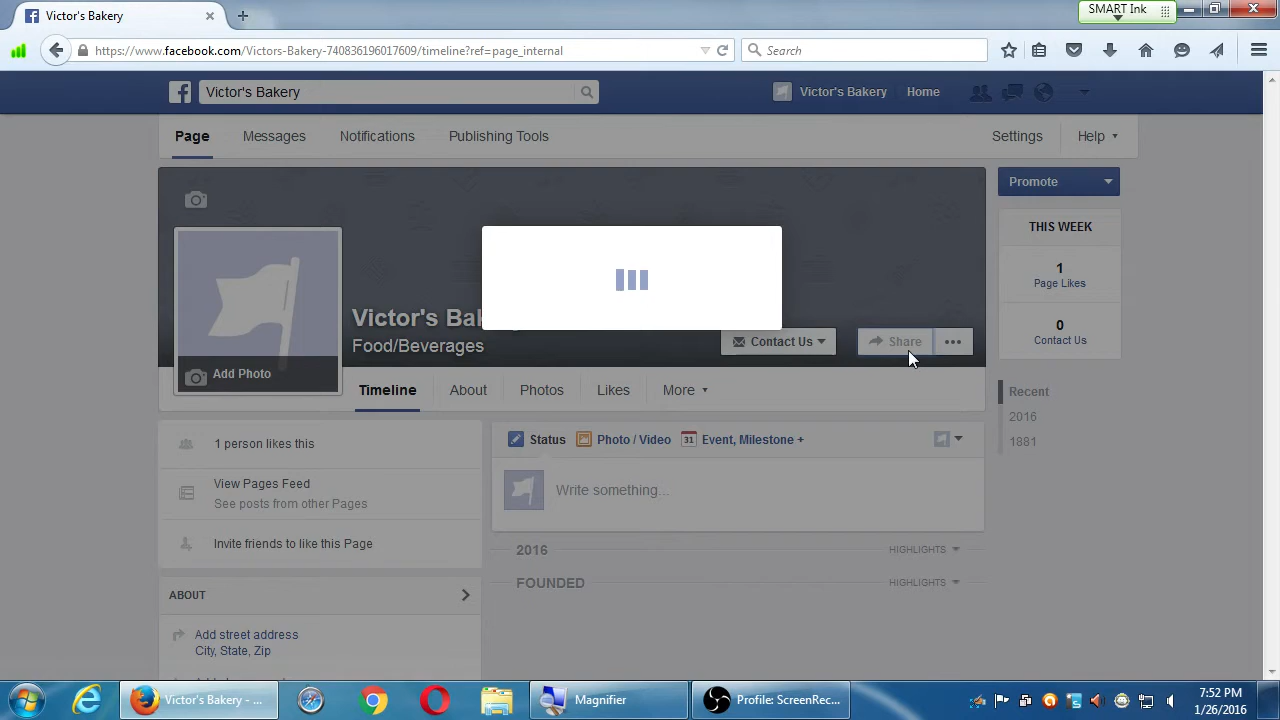 Victor's Bakery
SMART Ink
https://www.facebook.com/Victors-Bakery-740836196017609/timeline?ref=page_internal
Search
Victor's Bakery
Victor's Bakery
Home
Page
Messages
Notifications
Publishing Tools
Settings
Help
Promote
THIS WEEK
1
Page Likes
0
Contact Us
Victor's
Food/Beverages
Add Photo
Contact Us
Share
Timeline
About
Photos
Likes
More
Recent
2016
1881
1 person likes this
View Pages Feed
See posts from other Pages
Invite friends to like this Page
ABOUT
Add street address
City, State, Zip
Status
Photo / Video
31
Event, Milestone +
Write something...
2016
HIGHLIGHTS
FOUNDED
HIGHLIGHTS
Victor's Bakery - ...
Magnifier
Profile: ScreenRec...
7:52 PM
1/26/2016